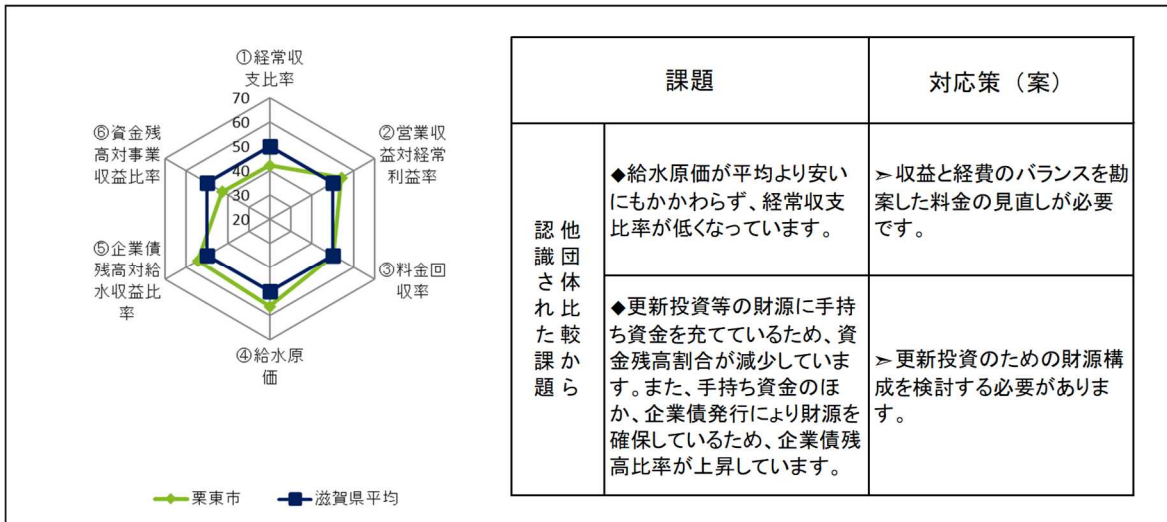 ①経常収
支比率
70
60
50
40
30
20
②営業収
益対経常
利益率
③料金回
収率
④給水原
価
⑤企業債
残高対給
水収益比
率
⑥資金残
高対事業
収益比率
栗東市
滋賀県平均
課題
対応策（案）
他団体比較から
認識された課題
◆給水原価が平均より安い
にもかかわらず、経常収支
比率が低くなっています。
➣収益と経費のバランスを勘
案した料金の見直しが必要
です。
◆更新投資等の財源に手持
ち資金を充てているため、資
金残高割合が減少していま
す。また、手持ち資金のほ
か、企業債発行により財源を
確保しているため、企業債残
高比率が上昇しています。
➣更新投資のための財源構
成を検討する必要がありま
す。